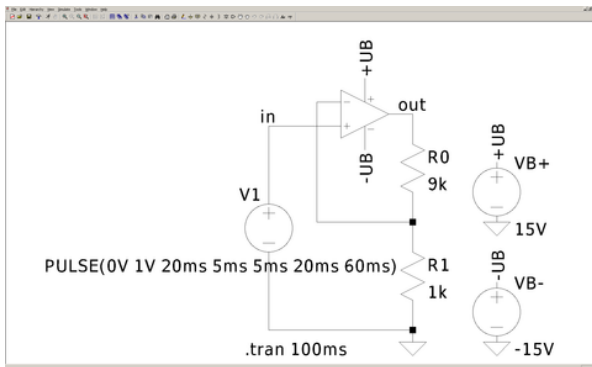 +UB
in
out
-UB
R0
9k
+UB
VB+
15V
V1
PULSE(0V 1V 20ms 5ms 5ms 20ms 60ms)
R1
1k
-UB
VB-
-15V
.tran 100ms